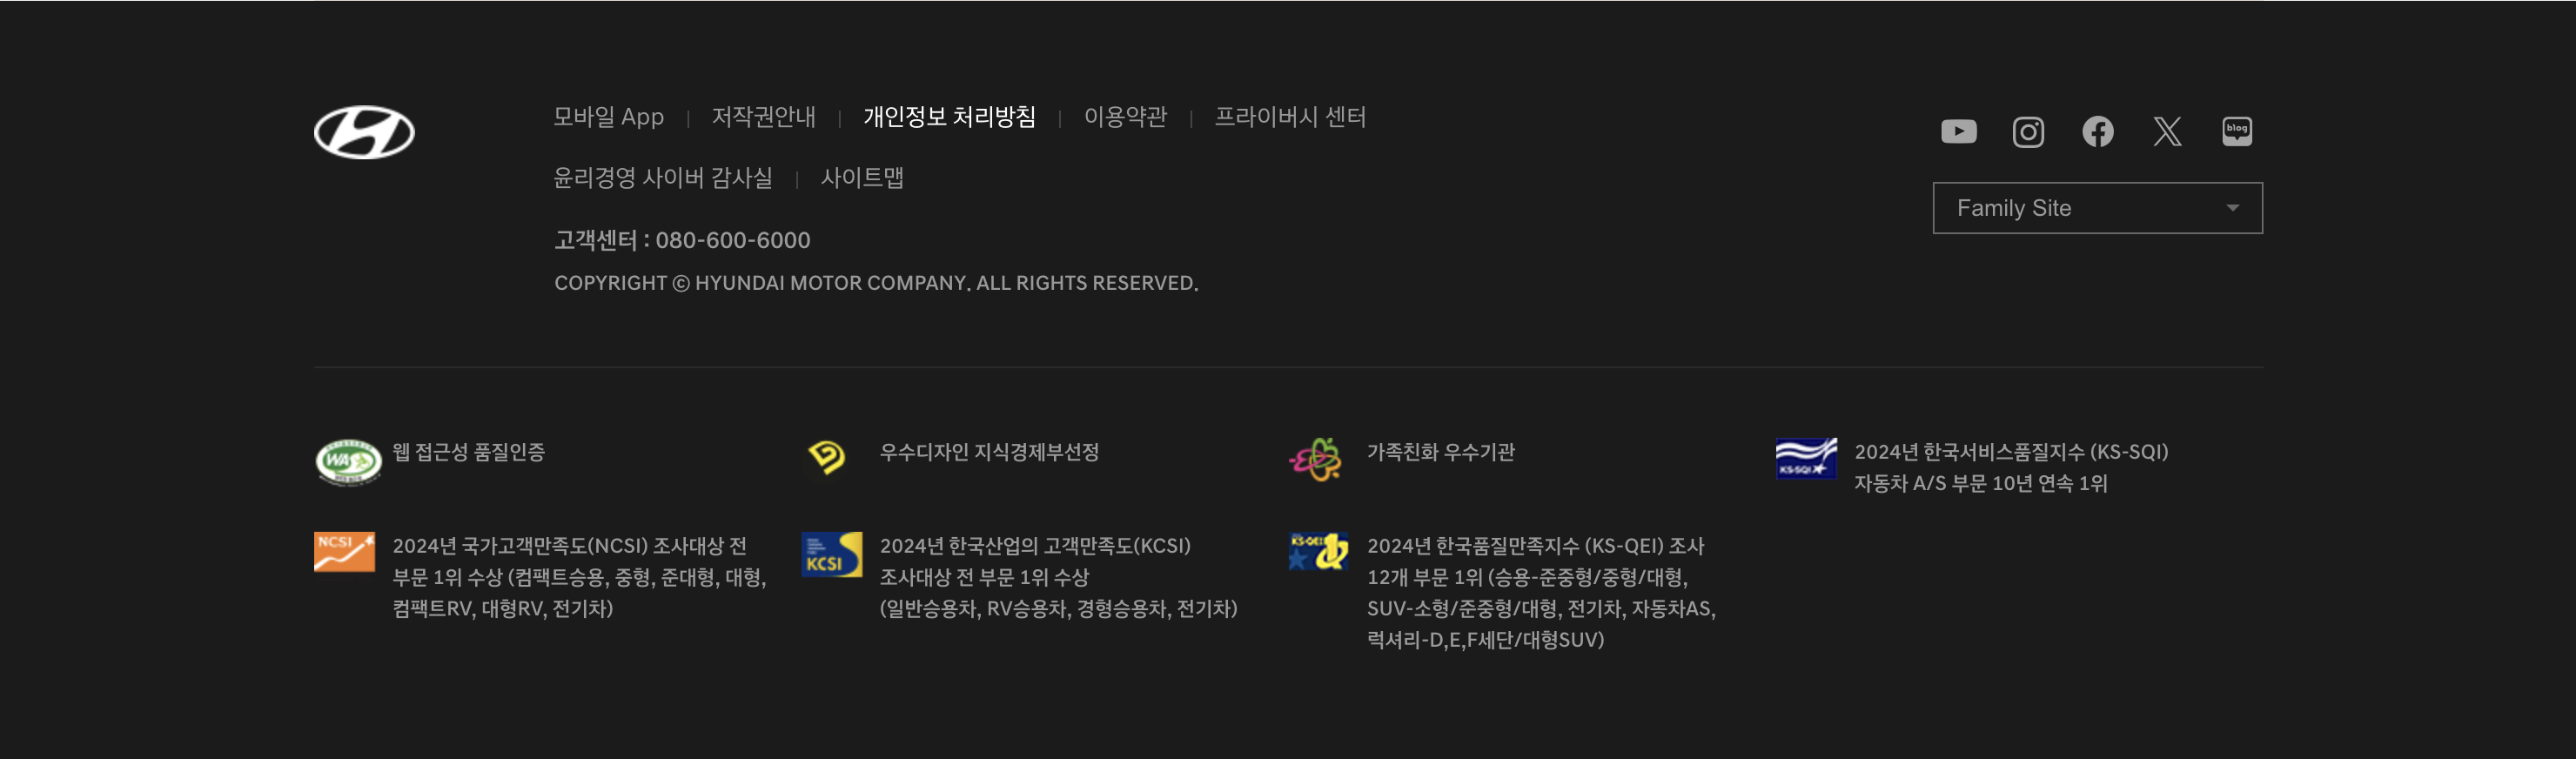 모바일 App | 저작권안내 | 개인정보 처리방침 | 이용약관 | 프라이버시 센터
윤리경영 사이버 감사실 | 사이트맵
고객센터 : 080-600-6000
COPYRIGHT ⓒ HYUNDAI MOTOR COMPANY. ALL RIGHTS RESERVED.
blog
Family Site
WA
웹 접근성 품질인증
우수디자인 지식경제부선정
가족친화 우수기관
KS-SQI
2024년 한국서비스품질지수 (KS-SQI)
자동차 A/S 부문 10년 연속 1위
NCSI
2024년 국가고객만족도(NCSI) 조사대상 전
부문 1위 수상 (컴팩트승용, 중형, 준대형, 대형,
컴팩트RV, 대형RV, 전기차)
KCSI
2024년 한국산업의 고객만족도(KCSI)
조사대상 전 부문 1위 수상
(일반승용차, RV승용차, 경형승용차, 전기차)
KS-QEI
2024년 한국품질만족지수 (KS-QEI) 조사
12개 부문 1위 (승용-준중형/중형/대형,
SUV-소형/준중형/대형, 전기차, 자동차AS,
럭셔리-D,E,F세단/대형SUV)